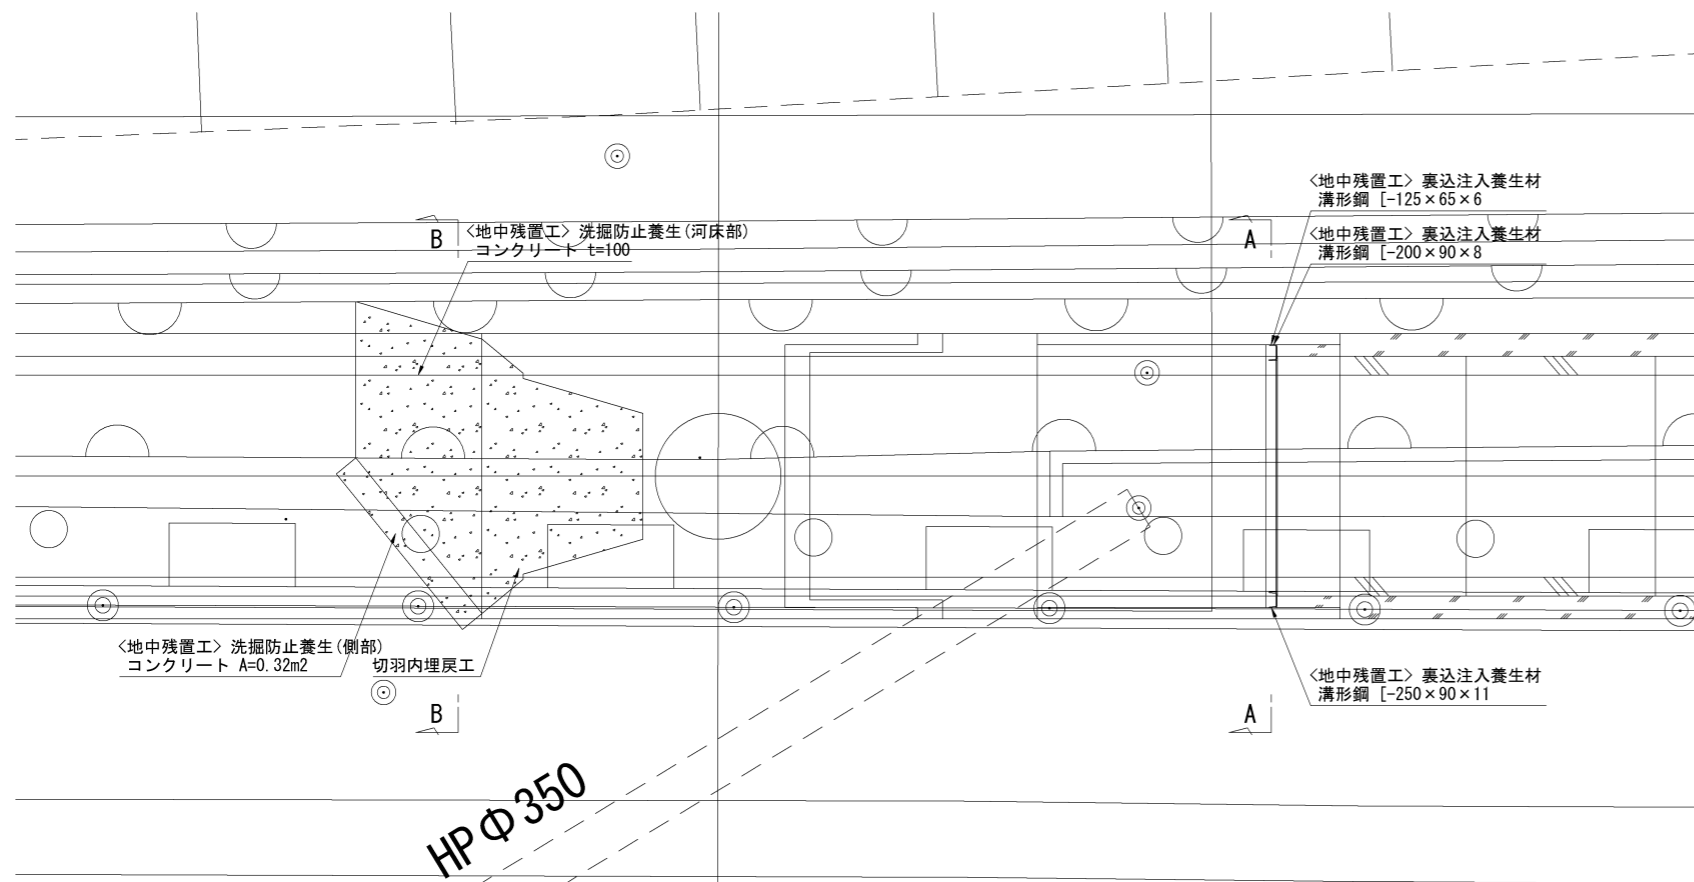 〈地中残置工〉裏込注入養生材
溝形鋼 [-125×65×6
〈地中残置工〉裏込注入養生材
溝形鋼 [-200×90×8
B
〈地中残置工〉洗掘防止養生(河床部)
コンクリート t=100
A
〈地中残置工〉洗掘防止養生(側部)
コンクリート A=0.32m2
切羽内埋戻工
B
A
〈地中残置工〉裏込注入養生材
溝形鋼 [-250×90×11
HPΦ350